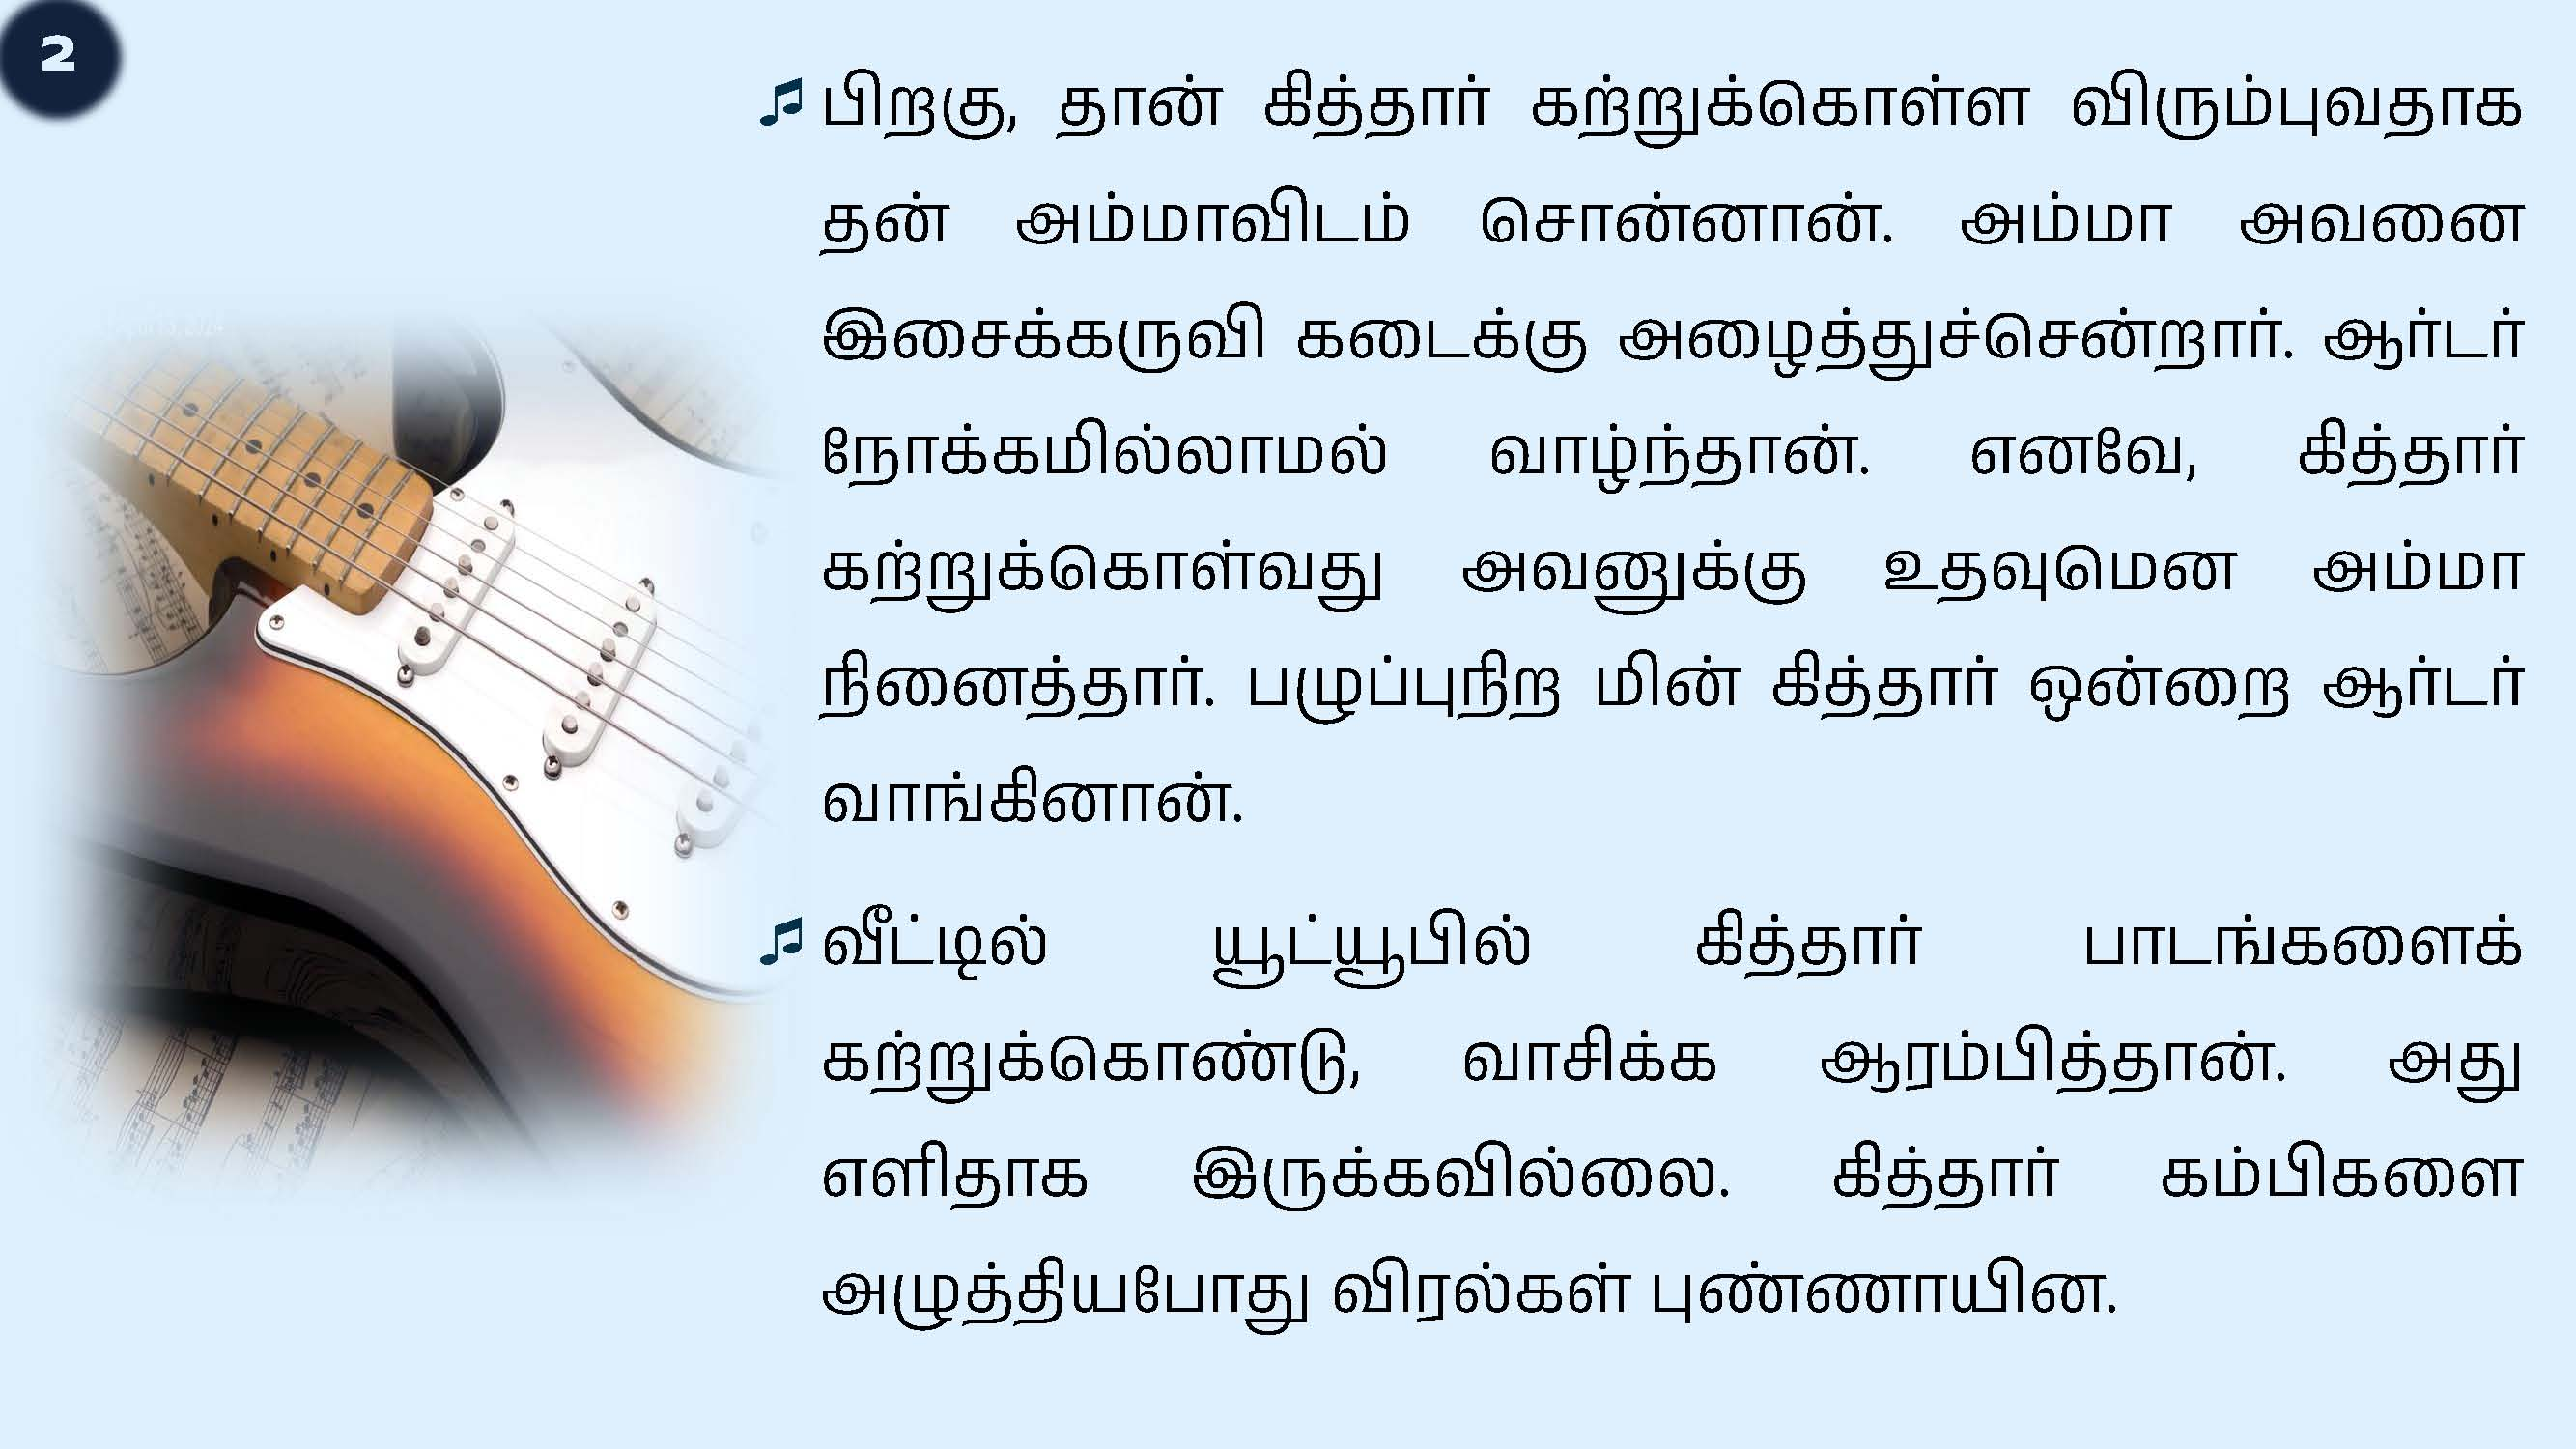 2
பிறகு, தான் கித்தார் கற்றுக்கொள்ள விரும்புவதாக
தன் அம்மாவிடம் சொன்னான். அம்மா அவனை
இசைக்கருவி கடைக்கு அழைத்துச்சென்றார். ஆர்டர்
நோக்கமில்லாமல் வாழ்ந்தான். எனவே, கித்தார்
கற்றுக்கொள்வது அவனுக்கு உதவுமென அம்மா
நினைத்தார். பழுப்புநிற மின் கித்தார் ஒன்றை ஆர்டர்
வாங்கினான்.
வீட்டில் யூட்யூபில் கித்தார் பாடங்களைக்
கற்றுக்கொண்டு, வாசிக்க ஆரம்பித்தான். அது
எளிதாக இருக்கவில்லை. கித்தார் கம்பிகளை
அழுத்தியபோது விரல்கள் புண்ணாயின.